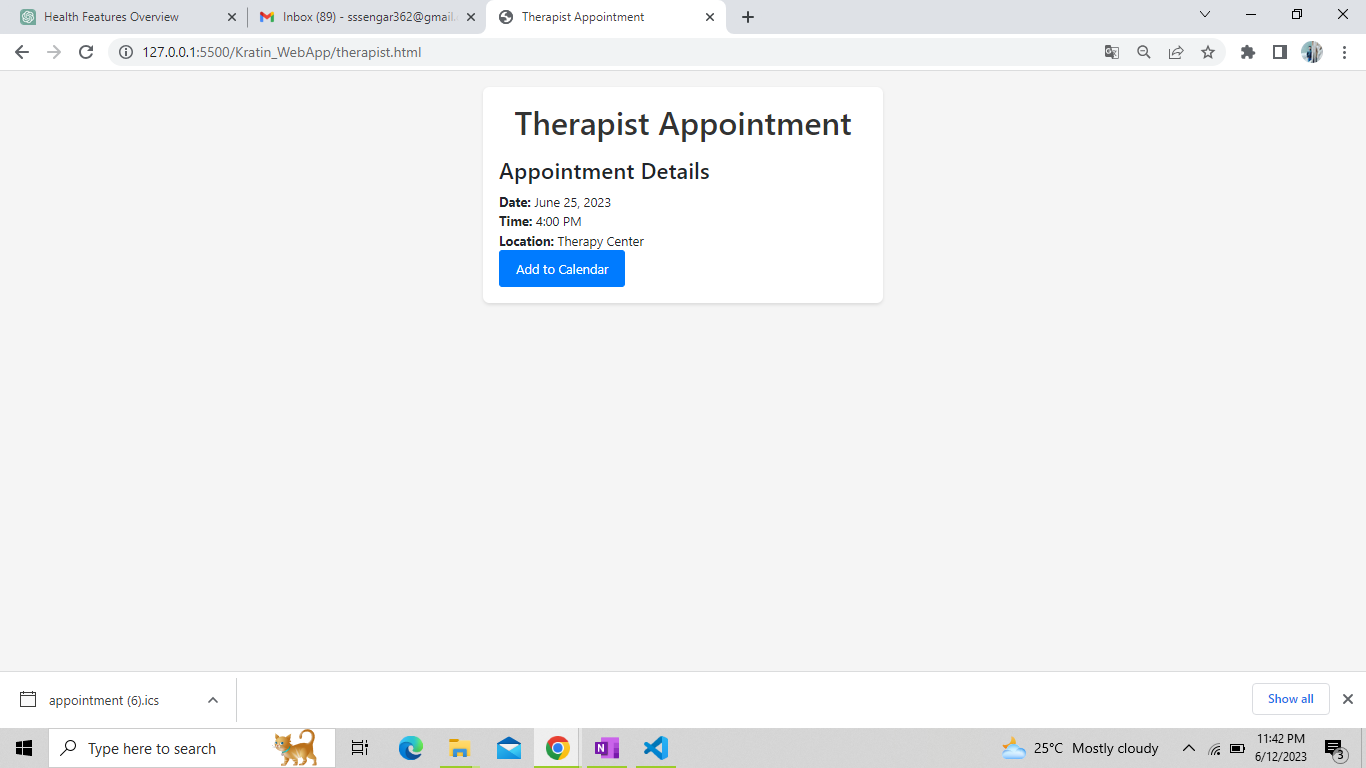 Health Features Overview
Inbox (89) - sssengar362@gmail.
Therapist Appointment
127.0.0.1:5500/Kratin_WebApp/therapist.html
Therapist Appointment
Appointment Details
Date: June 25, 2023
Time: 4:00 PM
Location: Therapy Center
Add to Calendar
appointment (6).ics
Show all
Type here to search
25°C Mostly cloudy
11:42 PM
6/12/2023
3